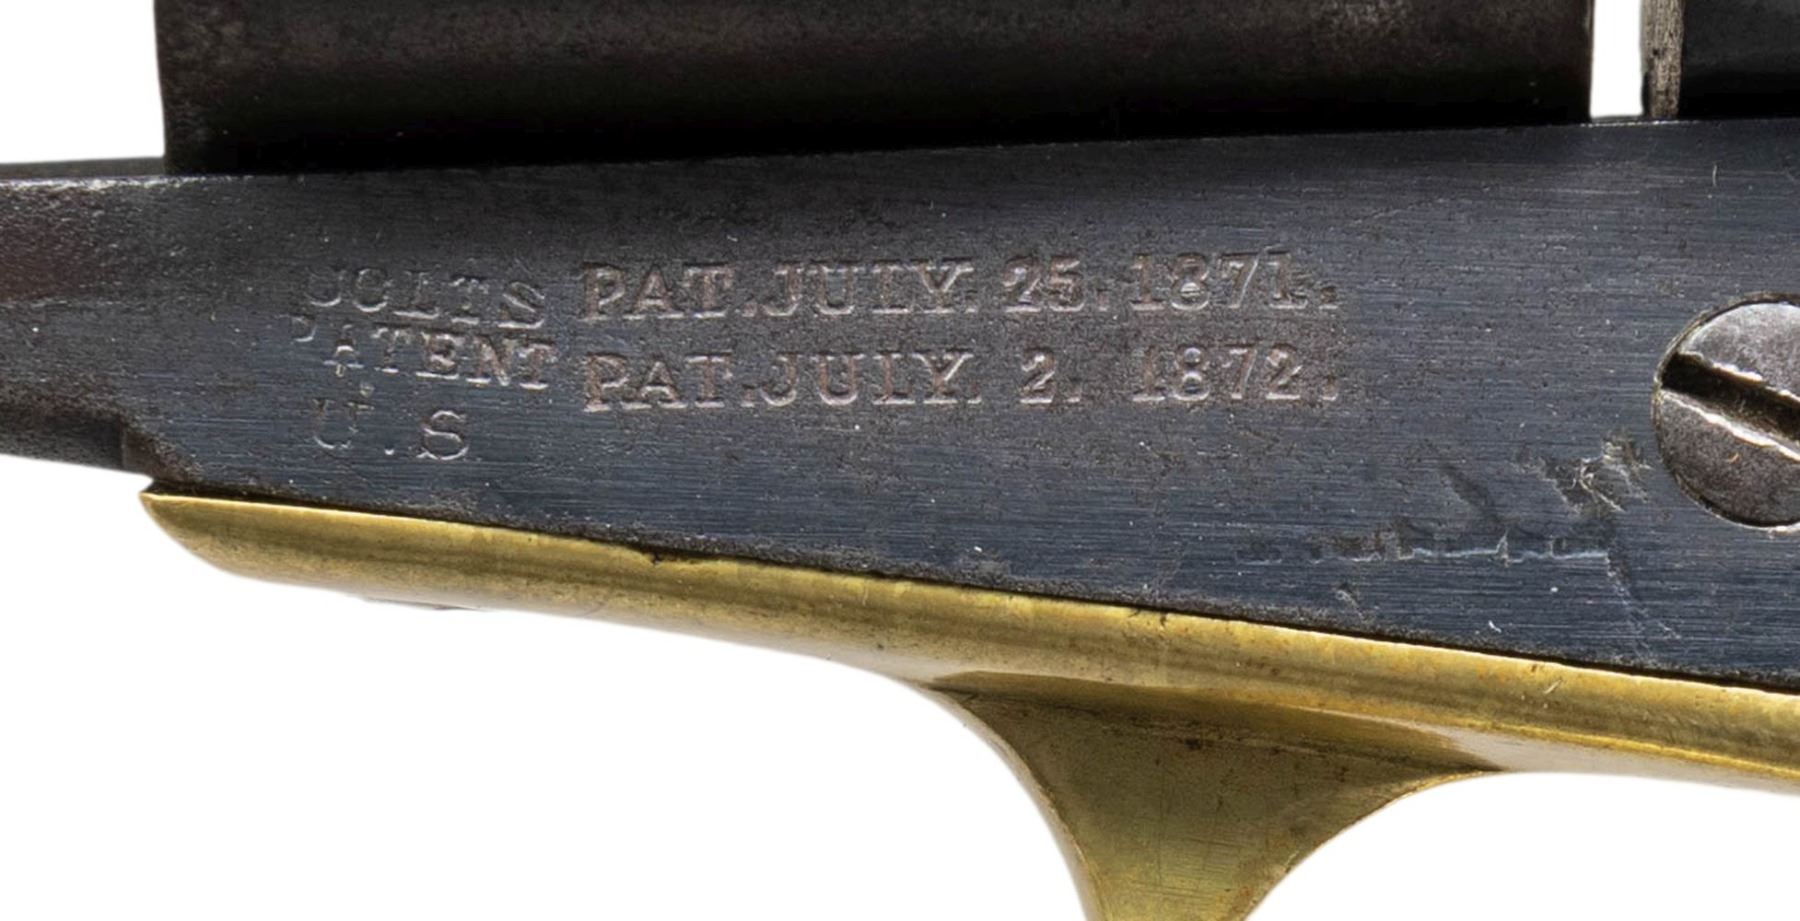 COLTS
PATENT
U.S
PAT.JULY. 25. 1871.
PAT.JULY. 2. 1872.